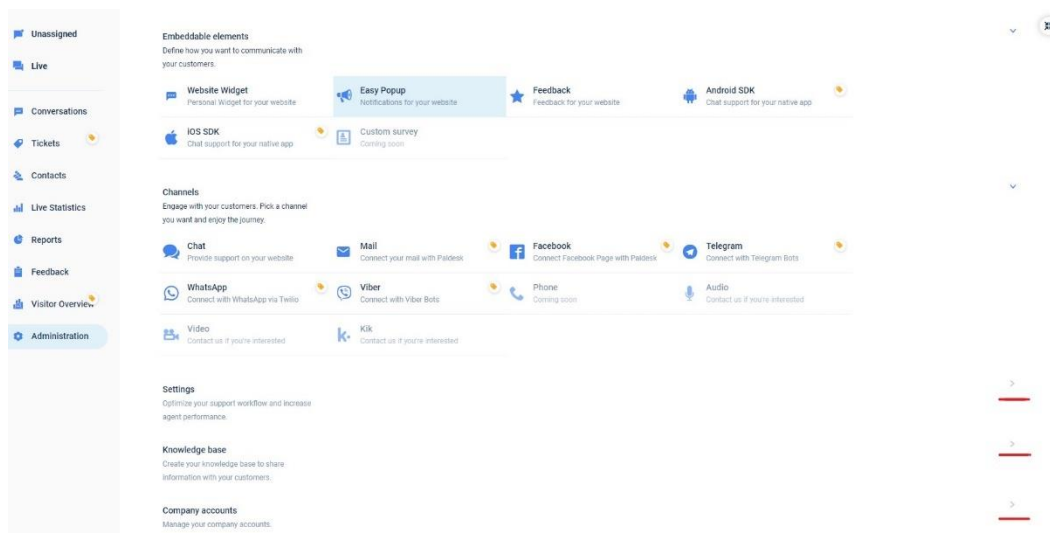 Unassigned
Live
Conversations
Tickets
Contacts
Live Statistics
Reports
Feedback
Visitor Overview
Administration
Embeddable elements
Define how you want to communicate with
your customers.
Website Widget
Personal Widget for your website
Easy Popup
Notifications for your website
Feedback
Feedback for your website
Android SDK
Chat support for your native app
iOS SDK
Chat support for your native app
Custom survey
Coming soon
Channels
Engage with your customers. Pick a channel
you want and enjoy the journey.
Chat
Provide support on your website
Mail
Connect your mail with Paldesk
Facebook
Connect Facebook Page with Paldesk
Telegram
Connect with Telegram Bots
WhatsApp
Connect with WhatsApp via Twilio
Viber
Connect with Viber Bots
Phone
Coming soon
Audio
Contact us if you're interested
Video
Contact us if you're interested
Kik
Contact us if you're interested
Settings
Optimize your support workflow and increase
agent performance.
Knowledge base
Create your knowledge base to share
information with your customers.
Company accounts
Manage your company accounts.